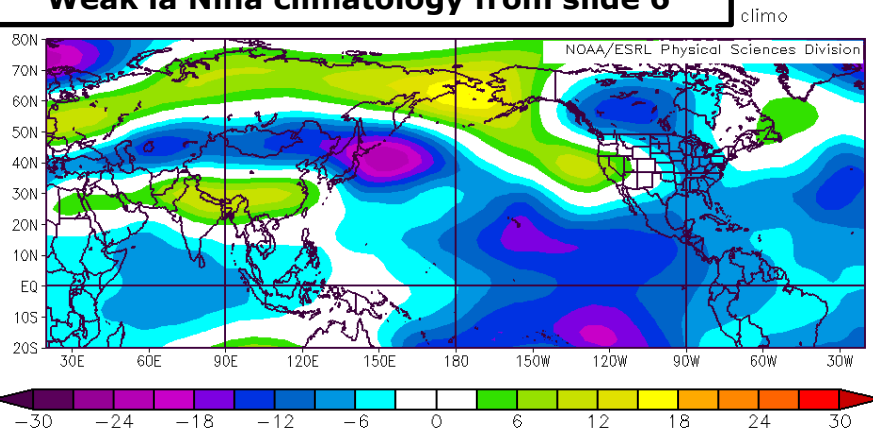 Weak la Niña climatology from slide 6
climo
NOAA/ESRL Physical Sciences Division
80N
70N
60N
50N
40N
30N
20N
10N
EQ
10S
20S
30E 60E 90E 120E 150E 180 150W 120W 90W 60W 30W
−30 −24 −18 −12 −6 0 6 12 18 24 30